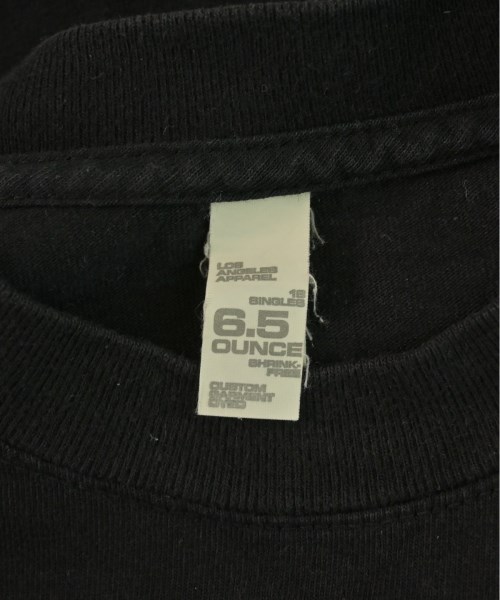 LOS
ANGELES
APPAREL
18
SINGLES
6.5
OUNCE
SHRINK-
FREE
CUSTOM
GARMENT
DYED